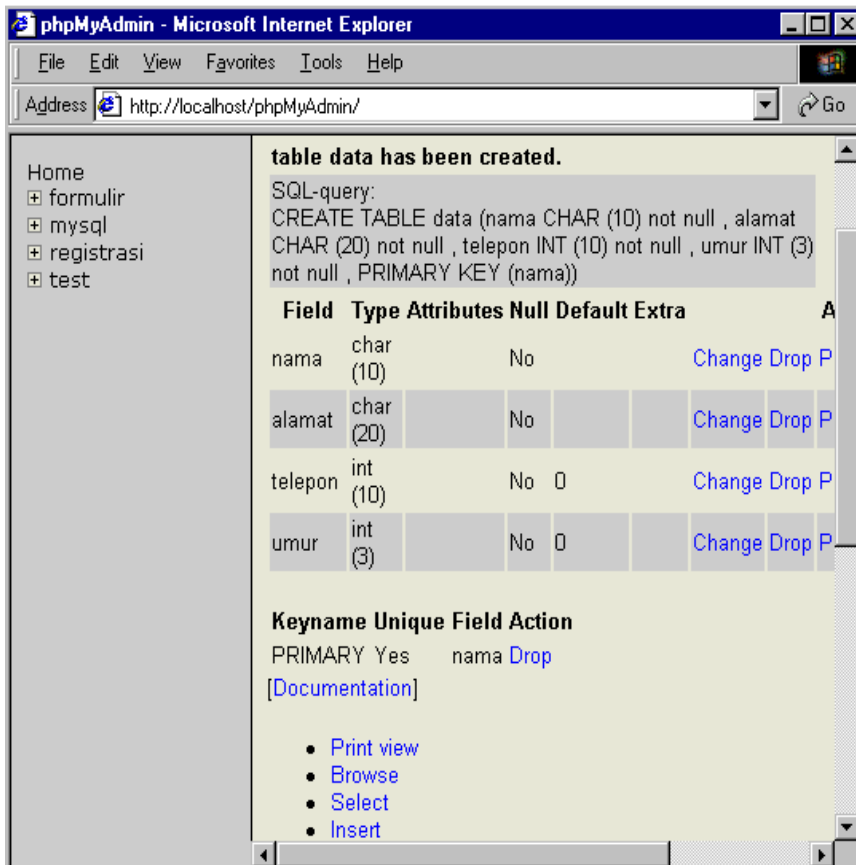 phpMyAdmin - Microsoft Internet Explorer
File Edit View Favorites Tools Help
Address http://localhost/phpMyAdmin/ Go
Home
formulir
mysql
registrasi
test
table data has been created.
SQL-query:
CREATE TABLE data (nama CHAR (10) not null , alamat
CHAR (20) not null , telepon INT (10) not null , umur INT (3)
not null , PRIMARY KEY (nama))
Field Type Attributes Null Default Extra A
nama char (10) No Change Drop P
alamat char (20) No Change Drop P
telepon int (10) No 0 Change Drop P
umur int (3) No 0 Change Drop P
Keyname Unique Field Action
PRIMARY Yes nama Drop
[Documentation]
Print view
Browse
Select
Insert